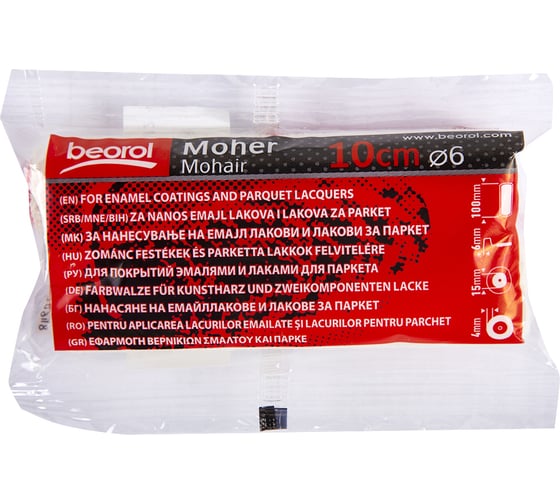 www.beorol.com
beorol Moher 10cm ø6
Mohair
(EN) FOR ENAMEL COATINGS AND PARQUET LACQUERS
(SRB/MNE/BIH) ZA NANOS EMAJL LAKOVA I LAKOVA ZA PARKET
(MK) ЗА НАНЕСУВАЊЕ НА ЕМАЈЛ ЛАКОВИ И ЛАКОВИ ЗА ПАРКЕТ
(HU) ZOMÁNC FESTÉKEK ÉS PARKETTA LAKKOK FELVITELÉRE
(РУ) ДЛЯ ПОКРЫТИЙ ЭМАЛЯМИ И ЛАКАМИ ДЛЯ ПАРКЕТА
(DE) FARBWALZE FÜR KUNSTHARZ UND ZWEIKOMPONENTEN LACKE
(БГ) НАНАСЯНЕ НА ЕМАЙЛЛАКОВЕ И ЛАКОВЕ ЗА ПАРКЕТ
(RO) PENTRU APLICAREA LACURILOR EMAILATE ȘI LACURILOR PENTRU PARCHET
(GR) ΕΦΑΡΜΟΓΗ ΒΕΡΝΙΚΙΩΝ ΣΜΑΛΤΟΥ ΚΑΙ ΠΑΡΚΕ
100mm
6mm
15mm
4mm